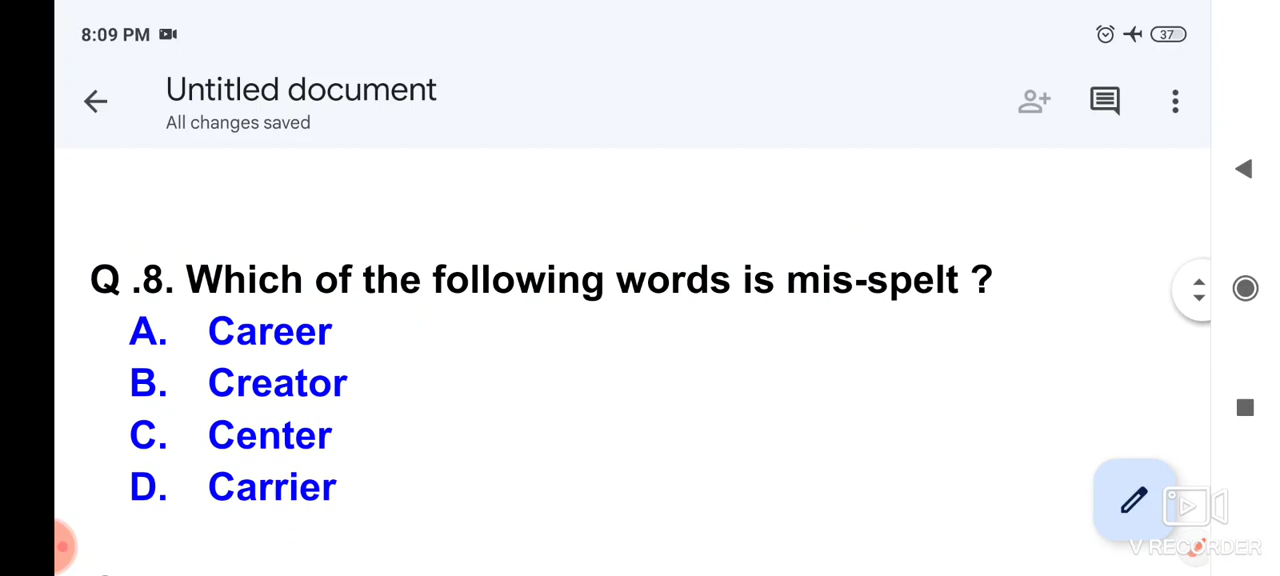 8:09 PM
37
Untitled document
All changes saved
Q .8. Which of the following words is mis-spelt ?
A. Career
B. Creator
C. Center
D. Carrier
V RECORDER